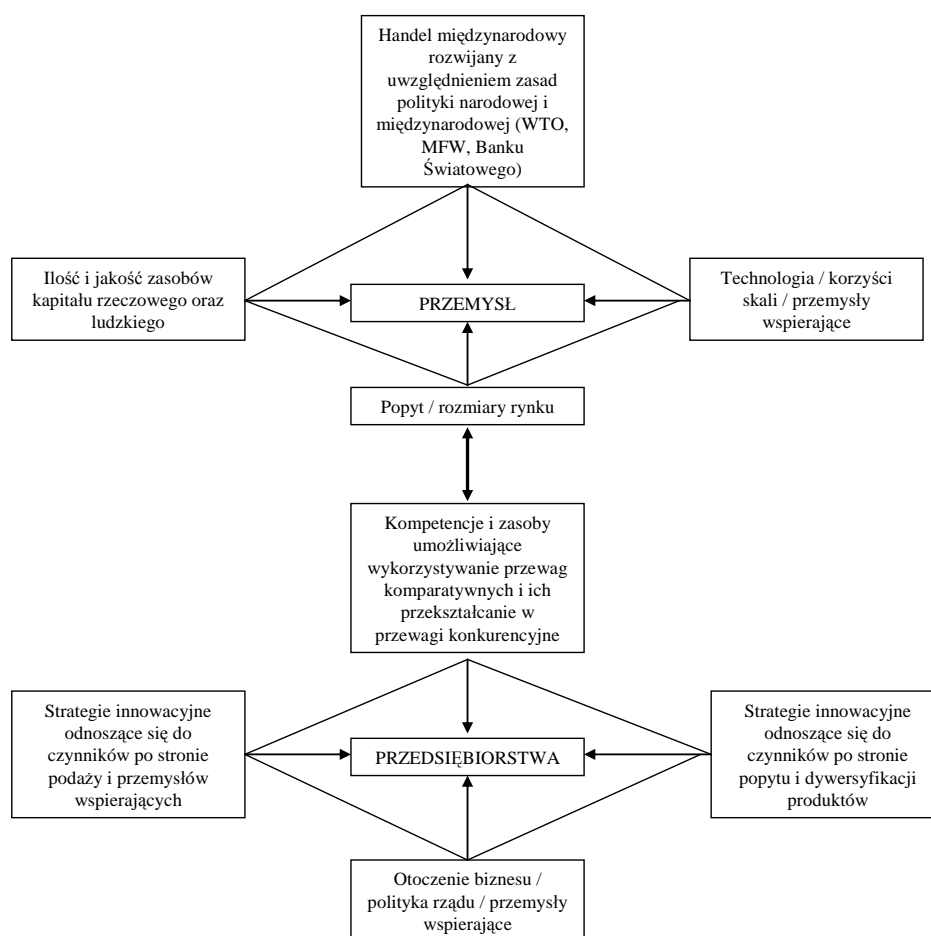 Handel międzynarodowy
rozwijany z
uwzględnieniem zasad
polityki narodowej i
międzynarodowej (WTO,
MFW, Banku
Światowego)
Ilość i jakość zasobów
kapitału rzeczowego oraz
ludzkiego
PRZEMYSŁ
Technologia / korzyści
skali / przemysły
wspierające
Popyt / rozmiary rynku
Kompetencje i zasoby
umożliwiające
wykorzystywanie przewag
komparatywnych i ich
przekształcanie w
przewagi konkurencyjne
Strategie innowacyjne
odnoszące się do
czynników po stronie
podaży i przemysłów
wspierających
PRZEDSIĘBIORSTWA
Strategie innowacyjne
odnoszące się do
czynników po stronie
popytu i dywersyfikacji
produktów
Otoczenie biznesu /
polityka rządu / przemysły
wspierające